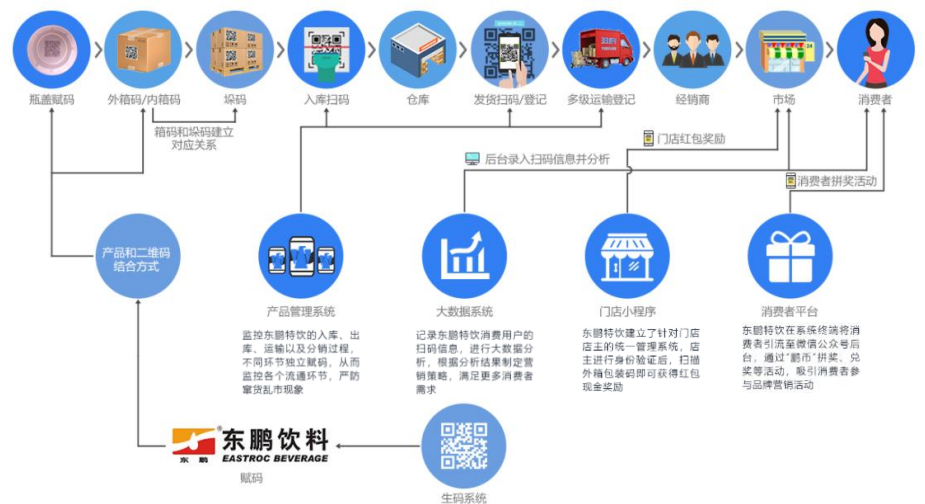 瓶盖赋码
外箱码/内箱码
垛码
入库扫码
仓库
发货扫码/登记
多级运输登记
经销商
市场
消费者
箱码和垛码建立
对应关系
门店红包奖励
后台录入扫码信息并分析
消费者拼奖活动
产品和二维码
结合方式
产品管理系统
监控东鹏特饮的入库、出
库、运输以及分销过程，
不同环节独立赋码，从而
监控各个流通环节，严防
窜货乱市现象
大数据系统
记录东鹏特饮消费用户的
扫码信息，进行大数据分
析，根据分析结果制定营
销策略，满足更多消费者
需求
门店小程序
东鹏特饮建立了针对门店
店主的统一管理系统，店
主进行身份验证后，扫描
外箱包装码即可获得红包
现金奖励
消费者平台
东鹏特饮在系统终端将消
费者引流至微信公众号后
台，通过“鹏币”拼奖、兑
奖等活动，吸引消费者参
与品牌营销活动
东鹏
东鹏饮料
EASTROC BEVERAGE
赋码
生码系统